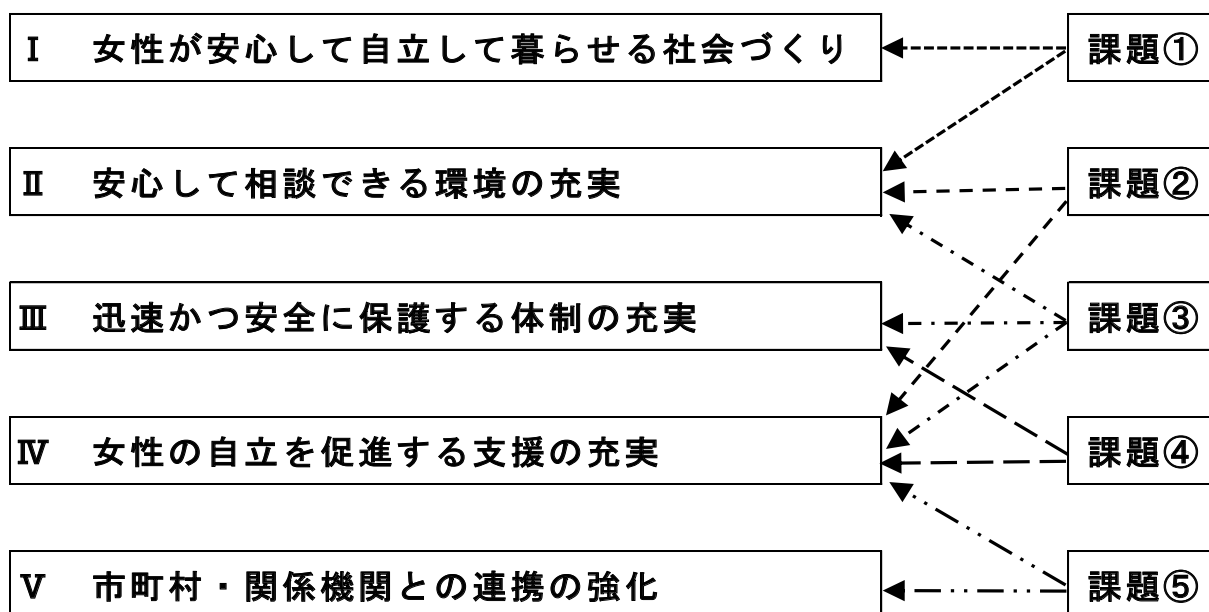 Ⅰ 女性が安心して自立して暮らせる社会づくり
課題①
Ⅱ 安心して相談できる環境の充実
課題②
Ⅲ 迅速かつ安全に保護する体制の充実
課題③
Ⅳ 女性の自立を促進する支援の充実
課題④
Ⅴ 市町村・関係機関との連携の強化
課題⑤